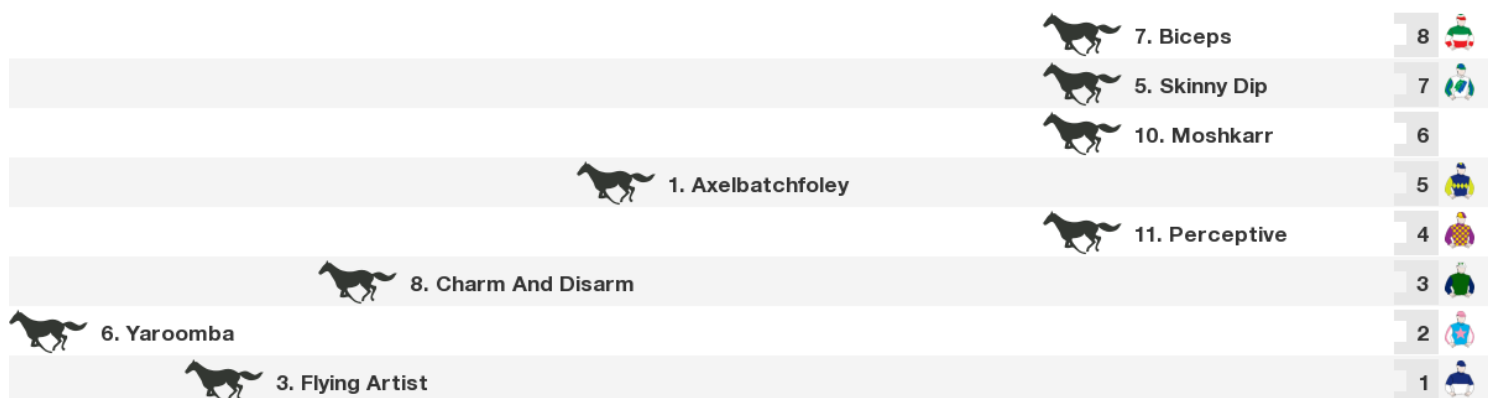 7. Biceps 8
5. Skinny Dip 7
10. Moshkarr 6
1. Axelbatchfoley 5
11. Perceptive 4
8. Charm And Disarm 3
6. Yaroomba 2
3. Flying Artist 1